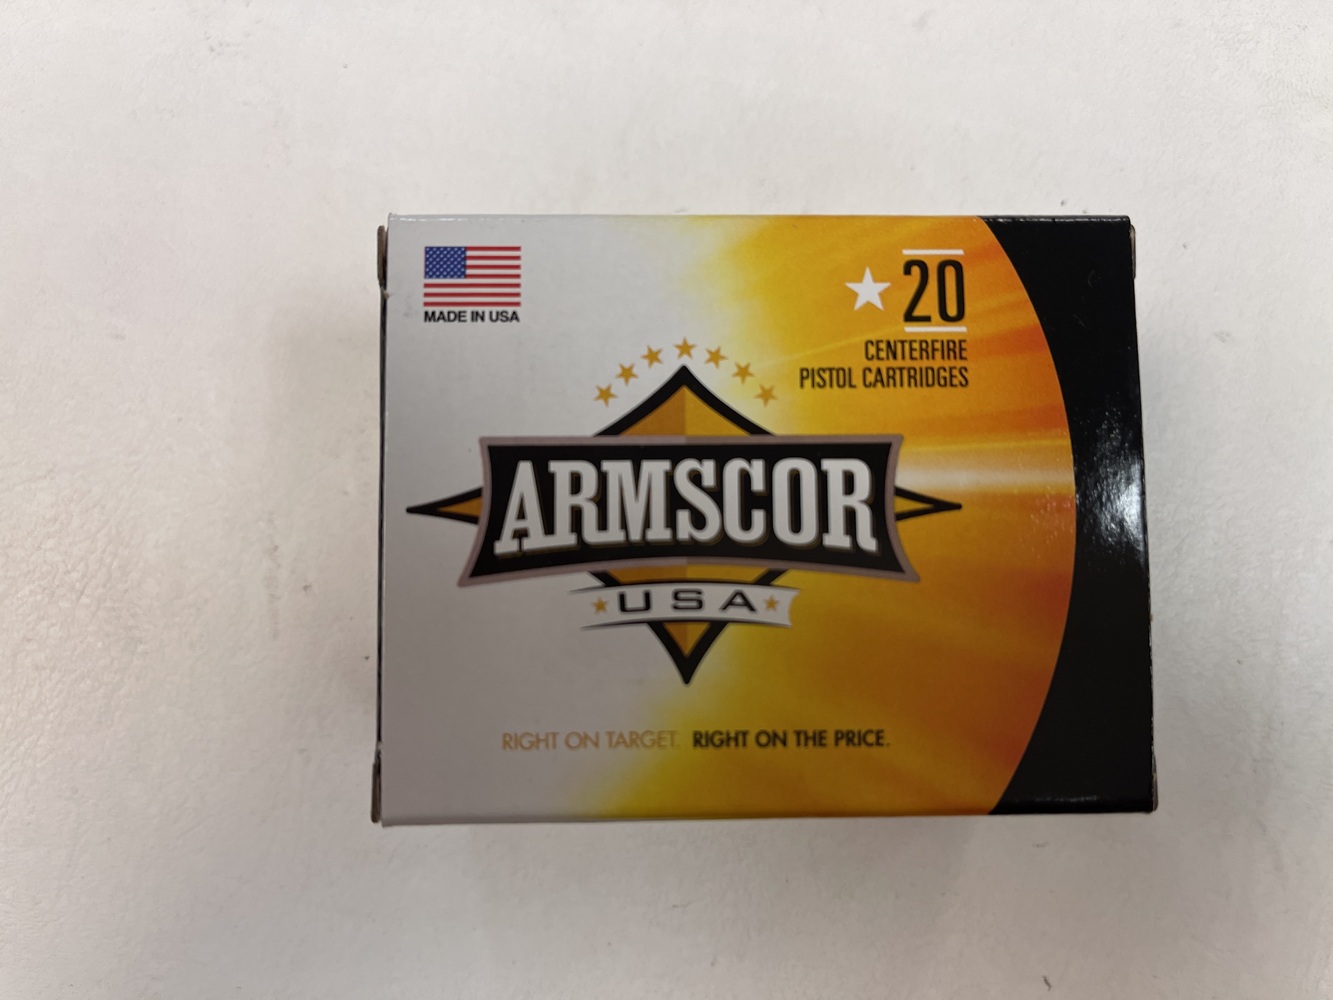 MADE IN USA
20
CENTERFIRE
PISTOL CARTRIDGES
ARMSCOR
USA
RIGHT ON TARGET. RIGHT ON THE PRICE.